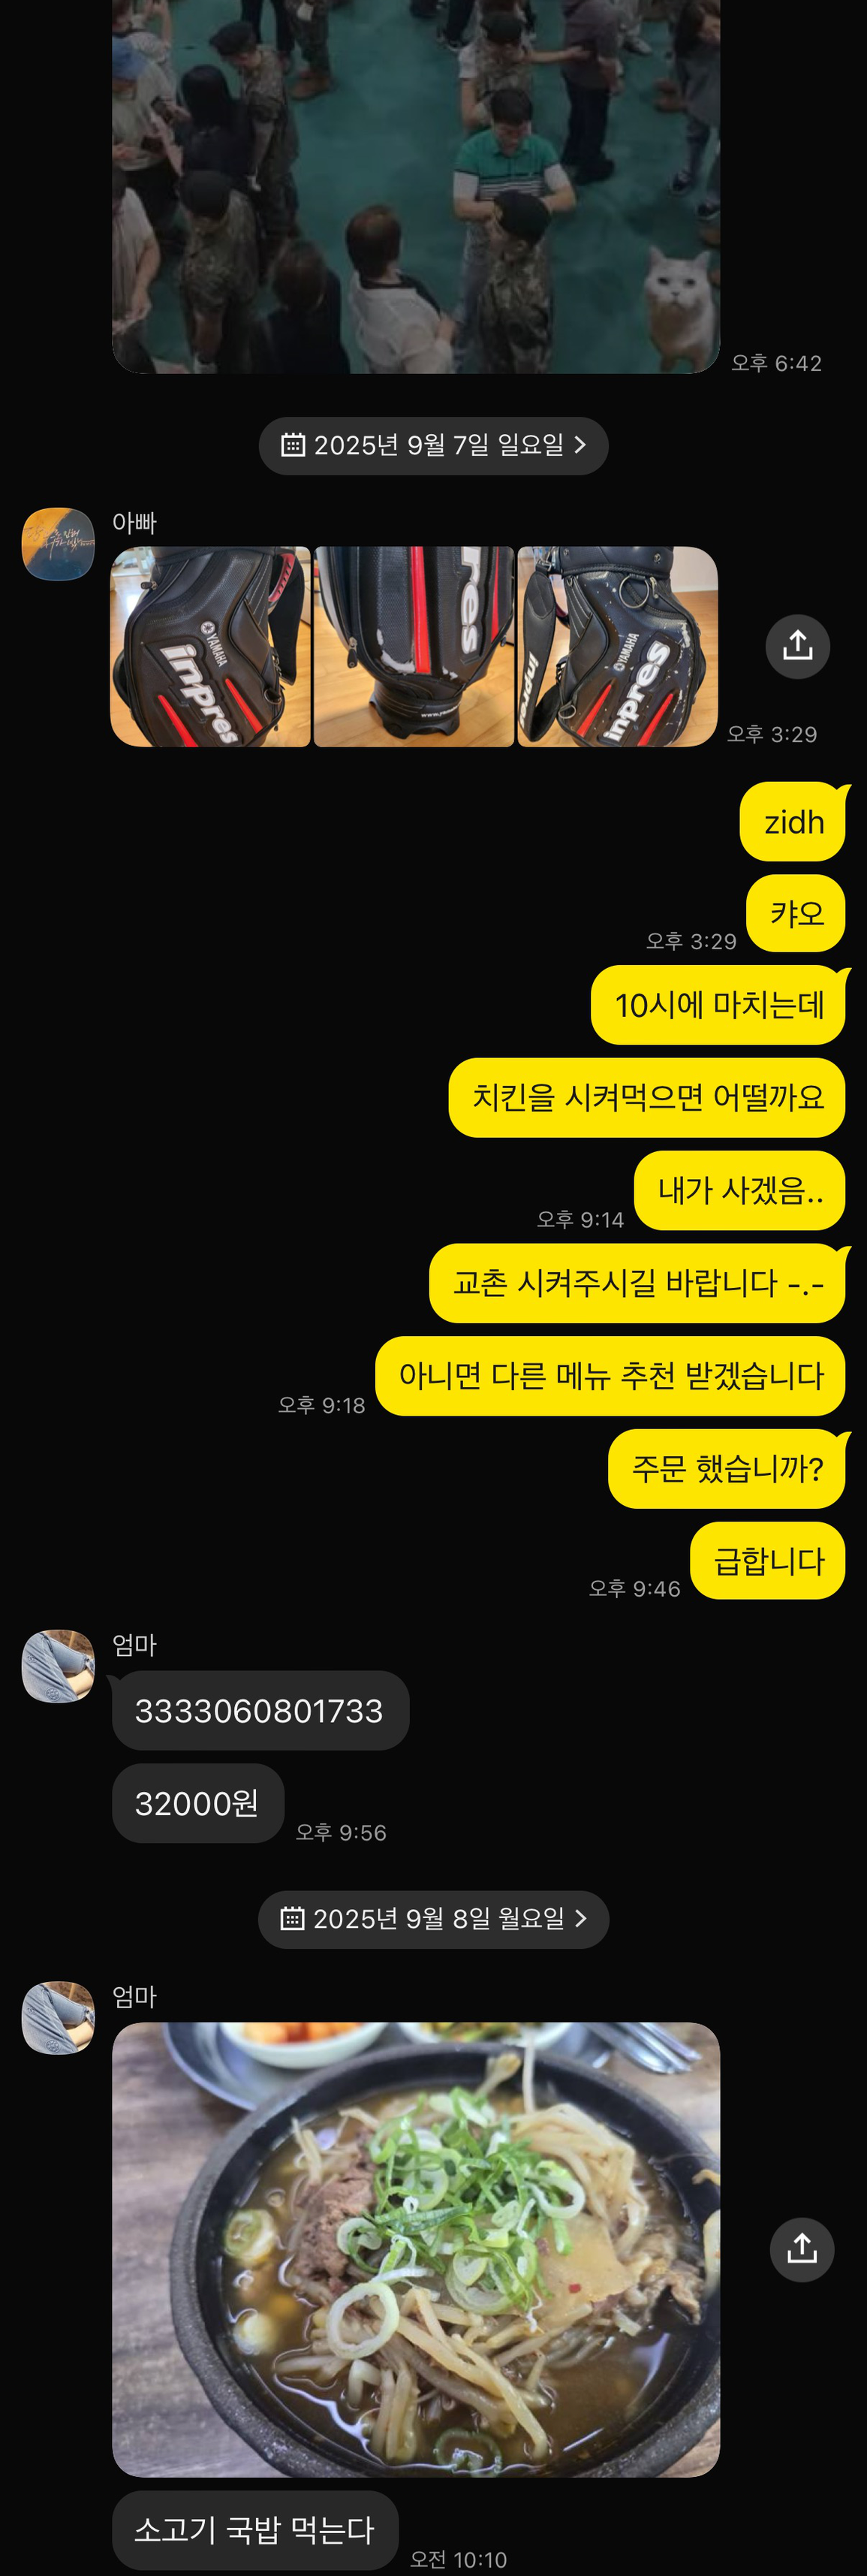 오후 6:42
2025년 9월 7일 일요일
아빠
YAMAHA
inpres
res
www.
inpres
YAMAHA
inpres
오후 3:29
zidh
캬오
오후 3:29
10시에 마치는데
치킨을 시켜먹으면 어떨까요
내가 사겠음..
오후 9:14
교촌 시켜주시길 바랍니다 -.-
아니면 다른 메뉴 추천 받겠습니다
오후 9:18
주문 했습니까?
급합니다
오후 9:46
엄마
3333060801733
32000원
오후 9:56
2025년 9월 8일 월요일
엄마
소고기 국밥 먹는다
오전 10:10